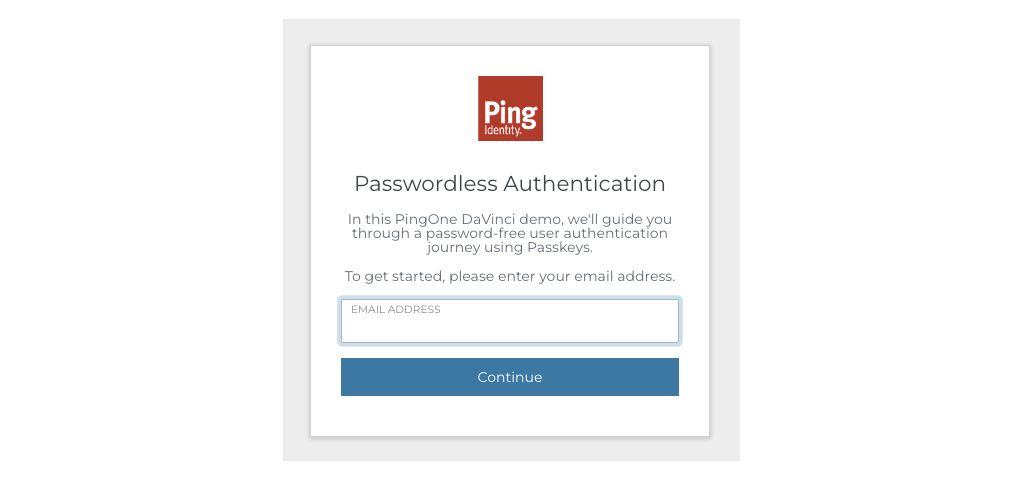 Ping
Identity.
Passwordless Authentication
In this PingOne DaVinci demo, we'll guide you
through a password-free user authentication
journey using Passkeys.
To get started, please enter your email address.
EMAIL ADDRESS
Continue